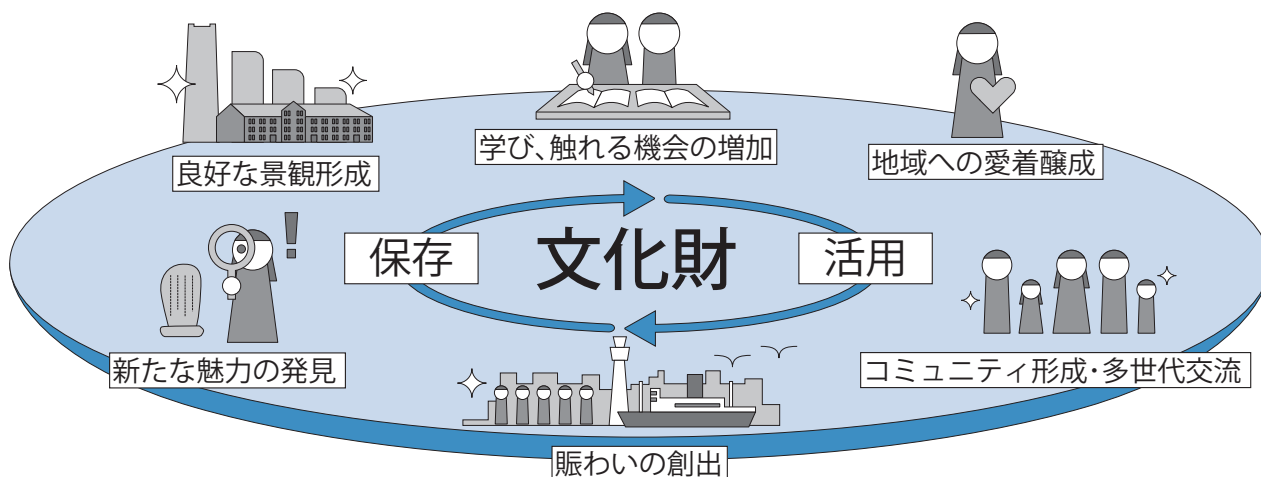 学び、触れる機会の増加
良好な景観形成
地域への愛着醸成
保存
文化財
活用
新たな魅力の発見
コミュニティ形成・多世代交流
賑わいの創出